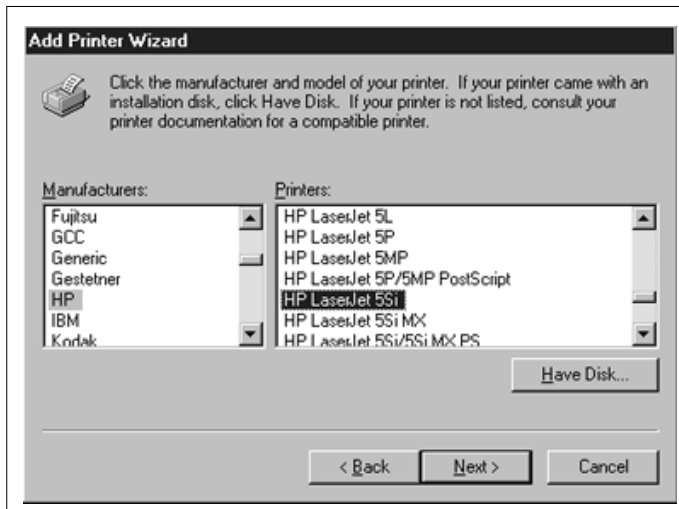 Add Printer Wizard
Click the manufacturer and model of your printer. If your printer came with an
installation disk, click Have Disk. If your printer is not listed, consult your
printer documentation for a compatible printer.
Manufacturers:
Fujitsu
GCC
Generic
Gestetner
HP
IBM
Kodak
Printers:
HP LaserJet 5L
HP LaserJet 5P
HP LaserJet 5MP
HP LaserJet 5P/5MP PostScript
HP LaserJet 5Si
HP LaserJet 5Si MX
HP LaserJet 5Si/5Si MX PS
Have Disk...
< Back
Next >
Cancel